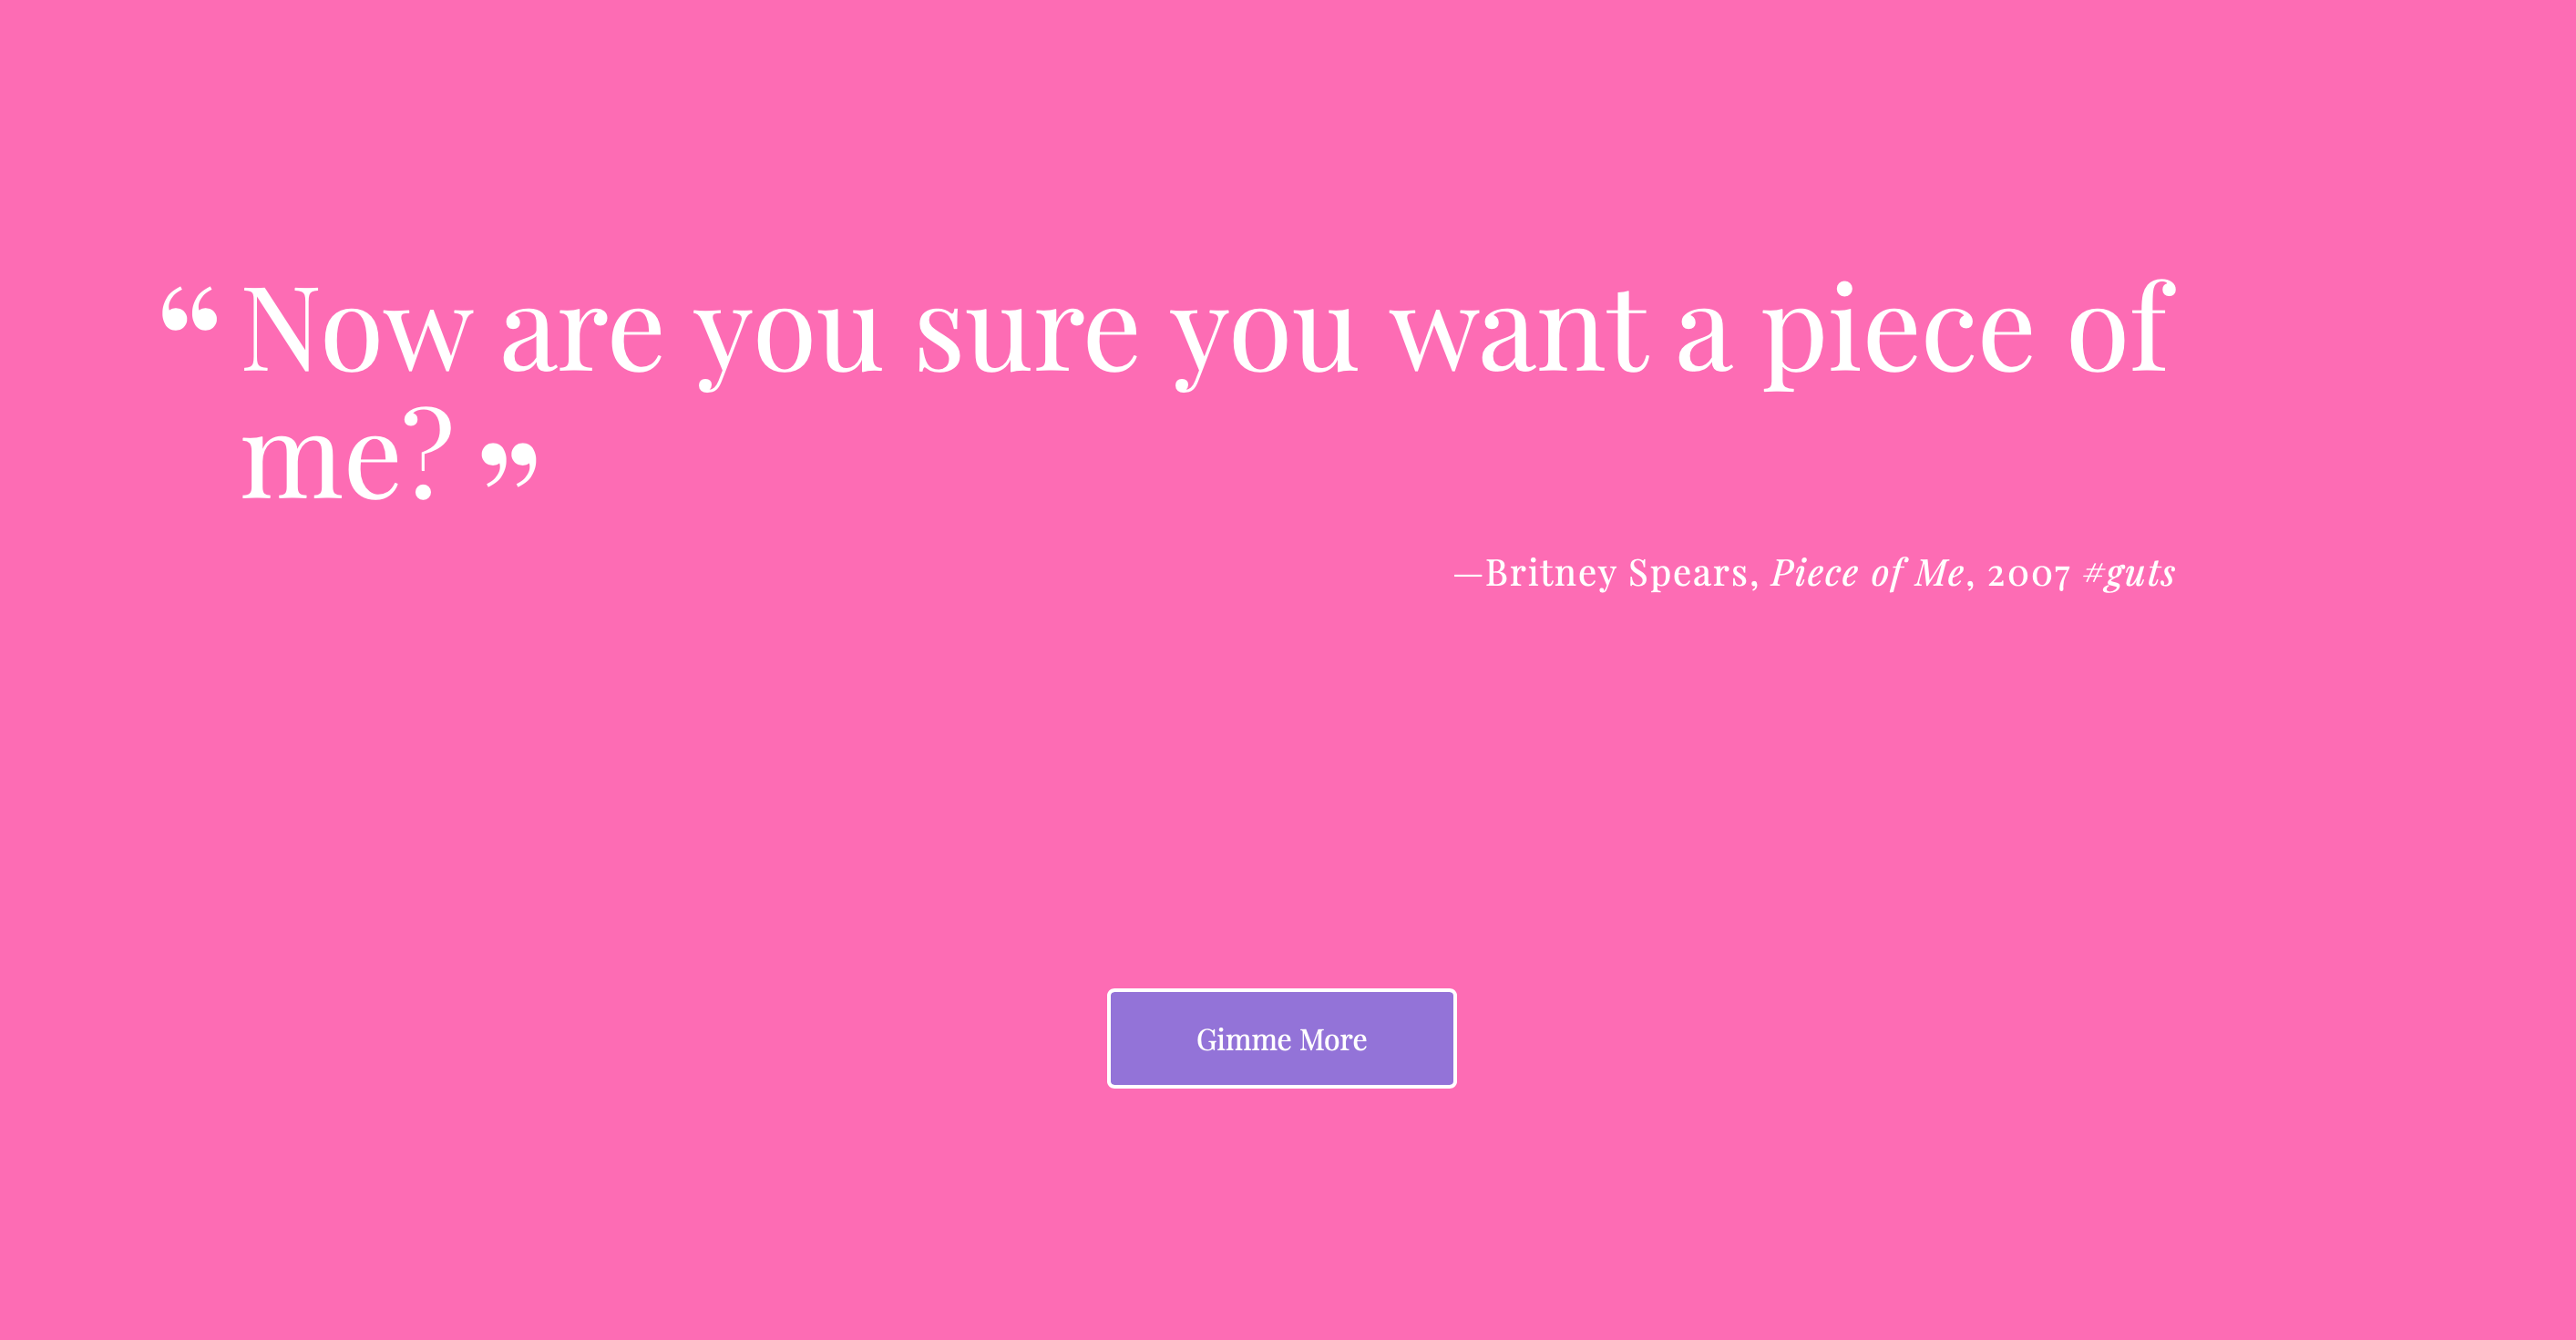 “Now are you sure you want a piece of
me?”
—Britney Spears, Piece of Me, 2007 #guts
Gimme More